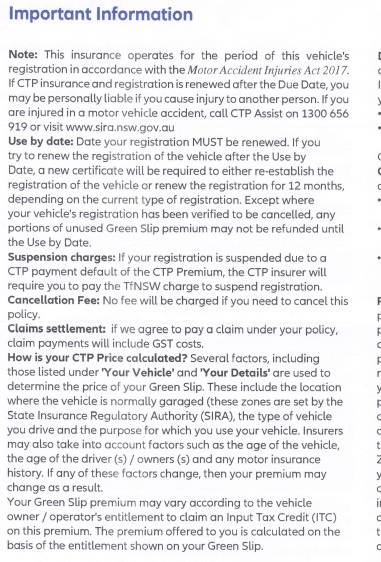 Important Information
Note: This insurance operates for the period of this vehicle's
registration in accordance with the Motor Accident Injuries Act 2017.
If CTP insurance and registration is renewed after the Due Date, you
may be personally liable if you cause injury to another person. If you
are injured in a motor vehicle accident, call CTP Assist on 1300 656
919 or visit www.sira.nsw.gov.au
Use by date: Date your registration MUST be renewed. If you
try to renew the registration of the vehicle after the Use by
Date, a new certificate will be required to either re-establish the
registration of the vehicle or renew the registration for 12 months,
depending on the current type of registration. Except where
your vehicle's registration has been verified to be cancelled, any
portions of unused Green Slip premium may not be refunded until
the Use by Date.
Suspension charges: If your registration is suspended due to a
CTP payment default of the CTP Premium, the CTP insurer will
require you to pay the TfNSW charge to suspend registration.
Cancellation Fee: No fee will be charged if you need to cancel this
policy.
Claims settlement: if we agree to pay a claim under your policy,
claim payments will include GST costs.
How is your CTP Price calculated? Several factors, including
those listed under 'Your Vehicle' and 'Your Details' are used to
determine the price of your Green Slip. These include the location
where the vehicle is normally garaged (these zones are set by the
State Insurance Regulatory Authority (SIRA), the type of vehicle
you drive and the purpose for which you use your vehicle. Insurers
may also take into account factors such as the age of the vehicle,
the age of the driver (s) / owners (s) and any motor insurance
history. If any of these factors change, then your premium may
change as a result.
Your Green Slip premium may vary according to the vehicle
owner / operator's entitlement to claim an Input Tax Credit (ITC)
on this premium. The premium offered to you is calculated on the
basis of the entitlement shown on your Green Slip.